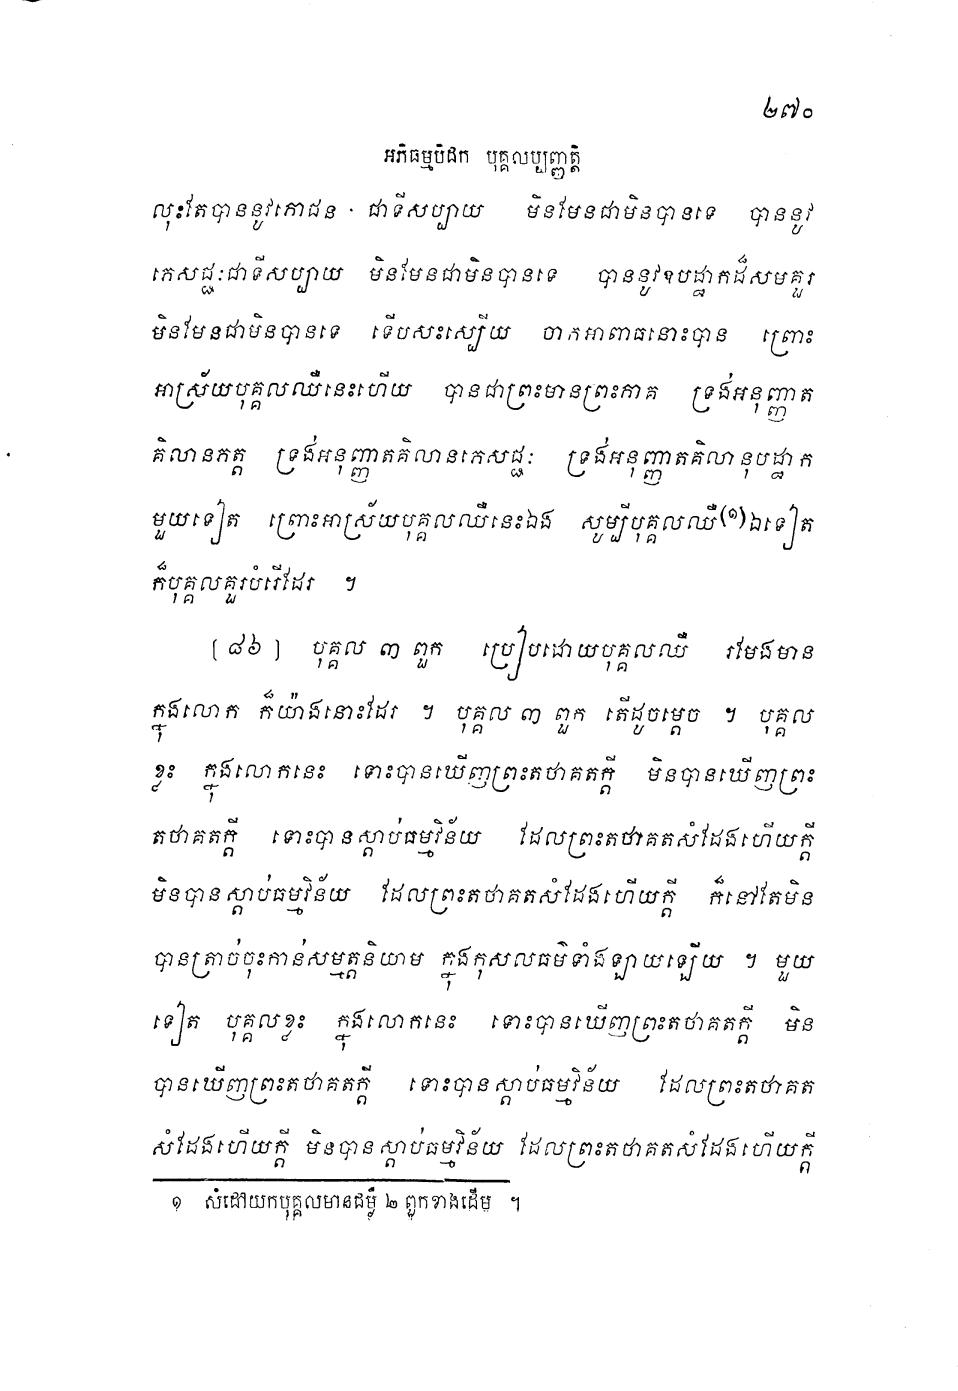 ២៧០
អភិធម្មបិដក បុគ្គលប្បញ្ញត្តិ
លុះតែបាននូវភោជន ជាទីសប្បាយ មិនមែនជាមិនបានទេ បាននូវ
ភេសជ្ជៈជាទីសប្បាយ មិនមែនជាមិនបានទេ បាននូវឧបដ្ឋាកដ៏សមគួរ
មិនមែនជាមិនបានទេ ទើបសះស្បើយ ចាកអាពាធនោះបាន ព្រោះ
អាស្រ័យបុគ្គលឈឺនេះហើយ បានជាព្រះមានព្រះភាគ ទ្រង់អនុញ្ញាត
គិលានភត្ត ទ្រង់អនុញ្ញាតគិលានភេសជ្ជៈ ទ្រង់អនុញ្ញាតគិលានុបដ្ឋាក
មួយទៀត ព្រោះអាស្រ័យបុគ្គលឈឺនេះឯង សូម្បីបុគ្គលឈឺ(១)ឯទៀត
ក៏បុគ្គលគួរបំរើដែរ ។
[៨៦] បុគ្គល ៣ ពួក ប្រៀបដោយបុគ្គលឈឺ រមែងមាន
ក្នុងលោក ក៏យ៉ាងនោះដែរ ។ បុគ្គល ៣ ពួក តើដូចម្តេច ។ បុគ្គល
ខ្លះ ក្នុងលោកនេះ ទោះបានឃើញព្រះតថាគតក្តី មិនបានឃើញព្រះ
តថាគតក្តី ទោះបានស្តាប់ធម្មវិន័យ ដែលព្រះតថាគតសំដែងហើយក្តី
មិនបានស្តាប់ធម្មវិន័យ ដែលព្រះតថាគតសំដែងហើយក្តី ក៏នៅតែមិន
បានត្រាច់ចុះកាន់សម្មត្តនិយាម ក្នុងកុសលធម៌ទាំងឡាយឡើយ ។ មួយ
ទៀត បុគ្គលខ្លះ ក្នុងលោកនេះ ទោះបានឃើញព្រះតថាគតក្តី មិន
បានឃើញព្រះតថាគតក្តី ទោះបានស្តាប់ធម្មវិន័យ ដែលព្រះតថាគត
សំដែងហើយក្តី មិនបានស្តាប់ធម្មវិន័យ ដែលព្រះតថាគតសំដែងហើយក្តី
១ សំដៅយកបុគ្គលមានជម្ងឺ ២ ពួកខាងដើម ។